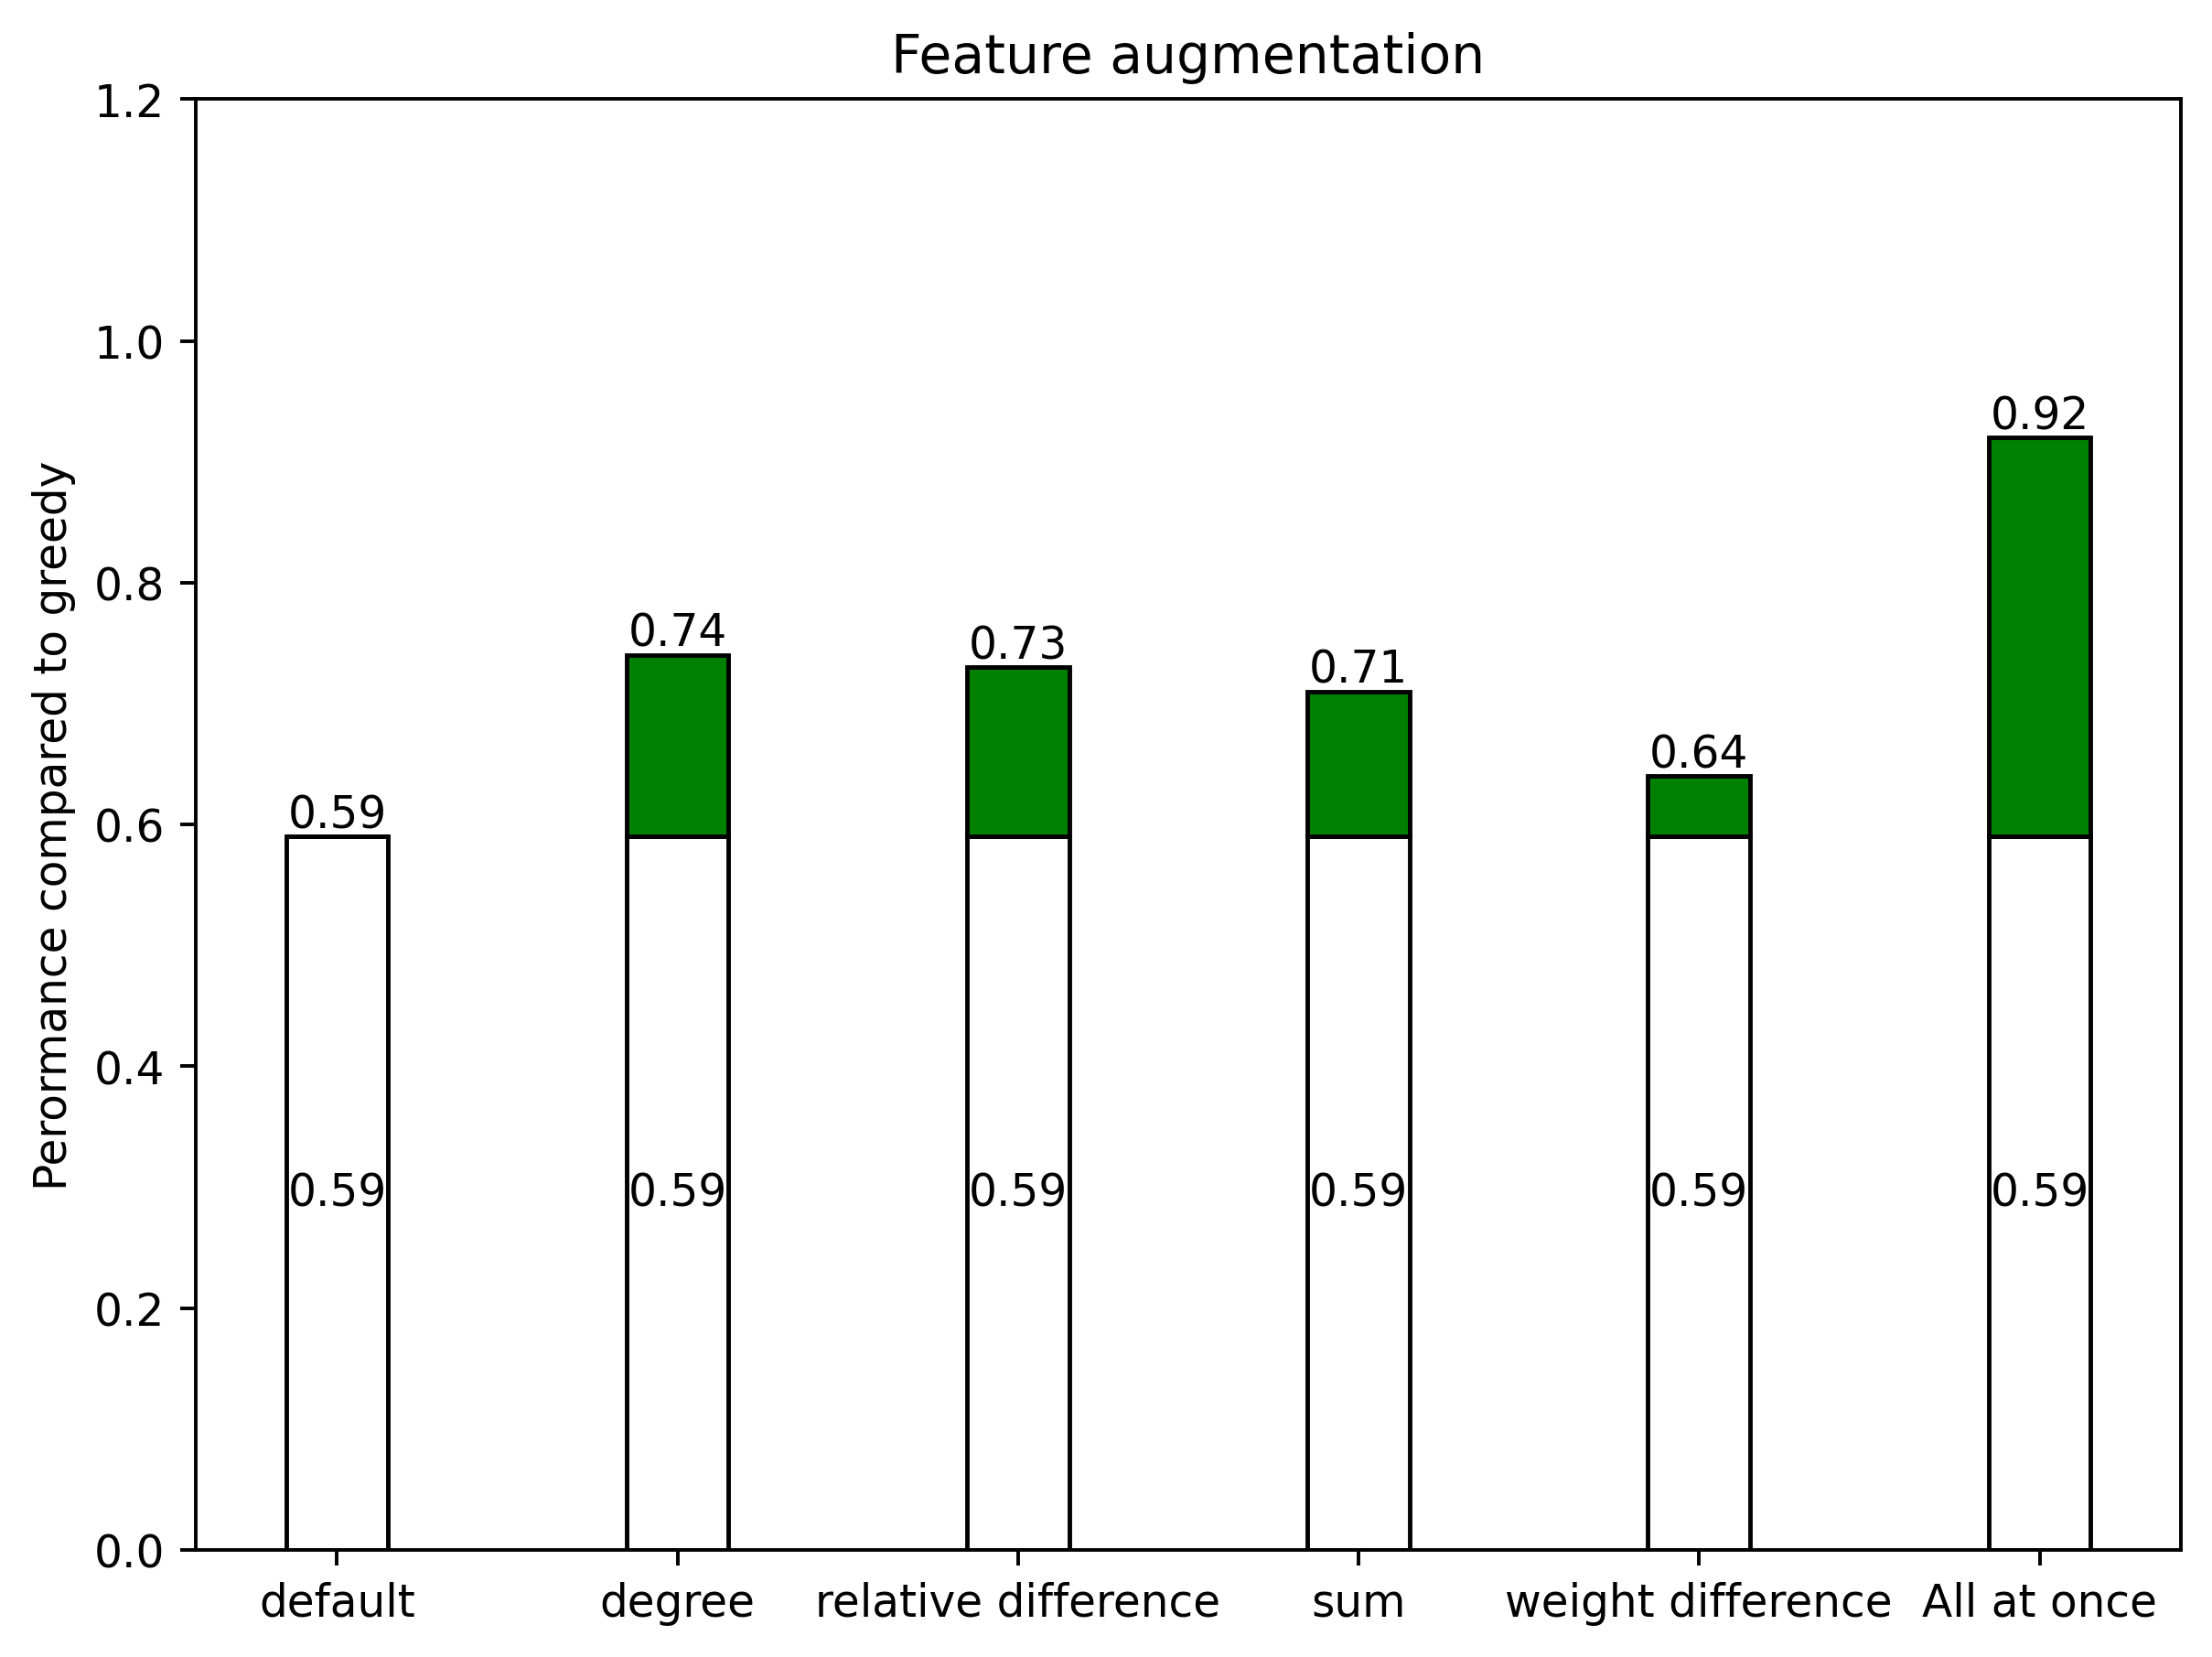 Feature augmentation
Perormance compared to greedy
1.2
1.0
0.8
0.6
0.4
0.2
0.0
0.59
0.74
0.73
0.71
0.64
0.92
0.59
0.59
0.59
0.59
0.59
0.59
default
degree
relative difference
sum
weight difference
All at once